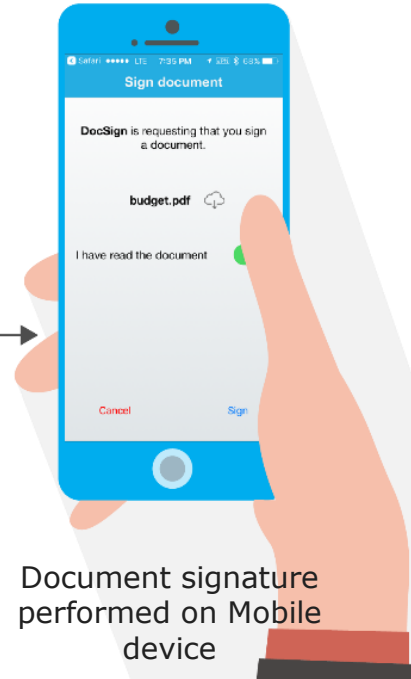 Safari LTE 7:35 PM 68%
Sign document
DocSign is requesting that you sign
a document.
budget.pdf
I have read the document
Cancel Sign
Document signature
performed on Mobile
device